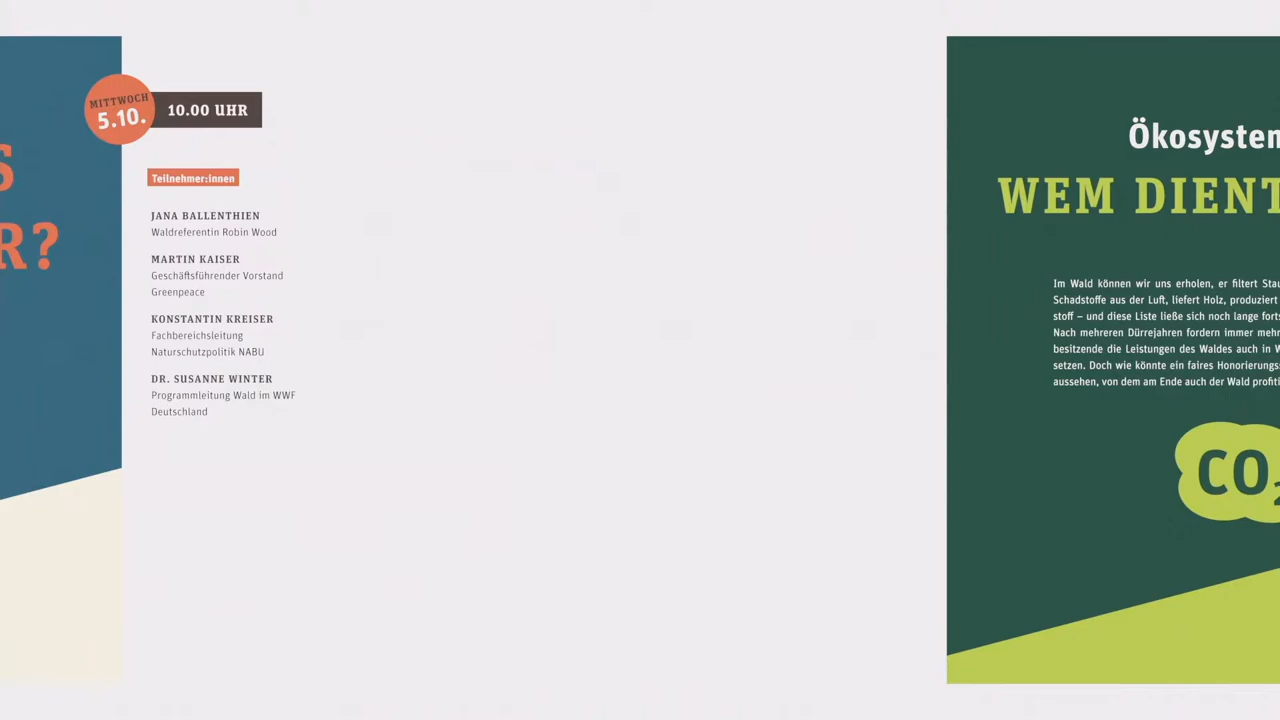 S
R?
MITTWOCH
5.10.
10.00 UHR
Teilnehmer:innen
JANA BALLENTHIEN
Waldreferentin Robin Wood
MARTIN KAISER
Geschäftsführender Vorstand
Greenpeace
KONSTANTIN KREISER
Fachbereichsleitung
Naturschutzpolitik NABU
DR. SUSANNE WINTER
Programmleitung Wald im WWF
Deutschland
Ökosystem
WEM DIENT
Im Wald können wir uns erholen, er filtert Stau
Schadstoffe aus der Luft, liefert Holz, produziert
stoff – und diese Liste ließe sich noch lange forts
Nach mehreren Dürrejahren fordern immer mehr
besitzende die Leistungen des Waldes auch in W
setzen. Doch wie könnte ein faires Honorierungss
aussehen, von dem am Ende auch der Wald profiti
CO₂